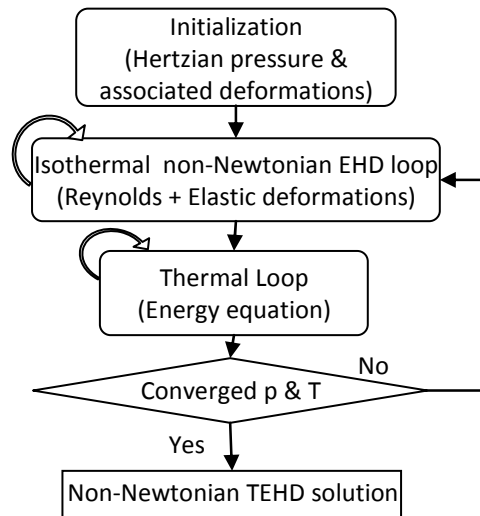 Initialization
(Hertzian pressure &
associated deformations)
Isothermal non-Newtonian EHD loop
(Reynolds + Elastic deformations)
Thermal Loop
(Energy equation)
No
Converged p & T
Yes
Non-Newtonian TEHD solution